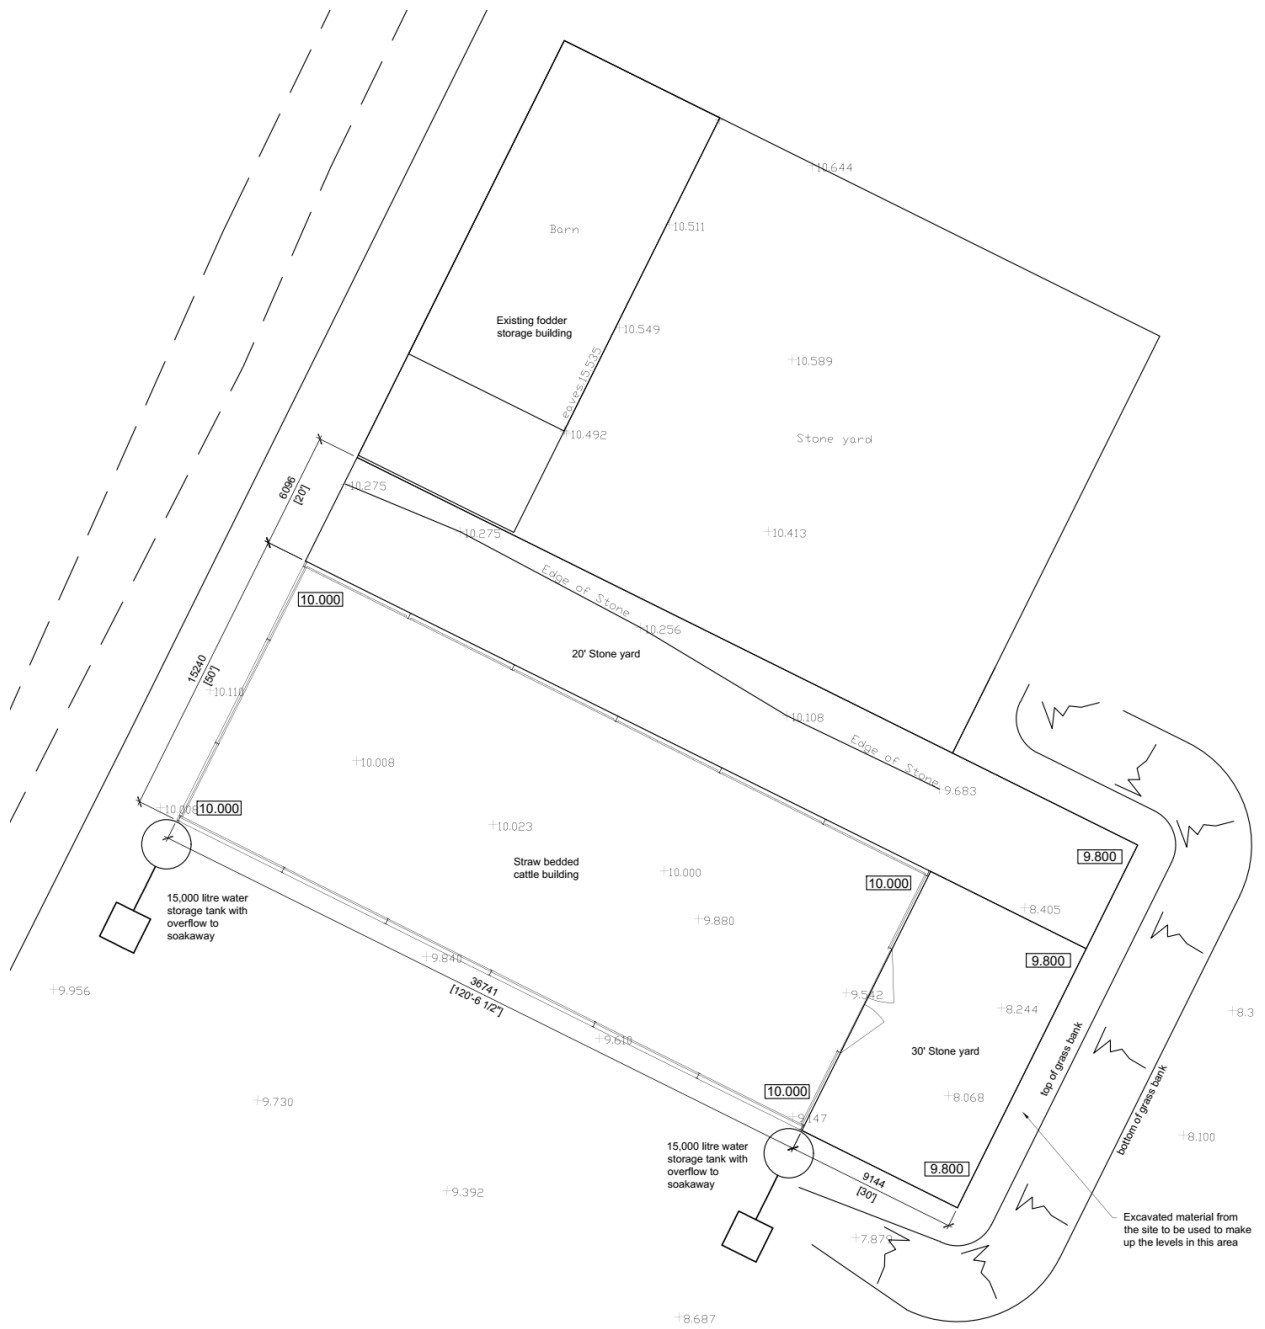 10.644
Barn
10.511
Existing fodder
storage building
10.549
eaves 15.535
10.589
10.492
Stone yard
6096
[20']
10.275
10.275
10.413
Edge of Stone
10.000
10.256
20' Stone yard
15240
[50']
10.110
10.108
Edge of Stone
10.008
9.683
10.008
10.000
10.023
9.800
Straw bedded
cattle building
10.000
10.000
15,000 litre water
storage tank with
overflow to
soakaway
9.880
8.405
9.840
9.800
36741
[120'-6 1/2"]
9.956
9.542
8.244
8.3
9.610
30' Stone yard
top of grass bank
10.000
9.730
8.068
bottom of grass bank
9.147
8.100
15,000 litre water
storage tank with
overflow to
soakaway
9.800
9144
[30']
9.392
Excavated material from
the site to be used to make
up the levels in this area
7.879
8.687